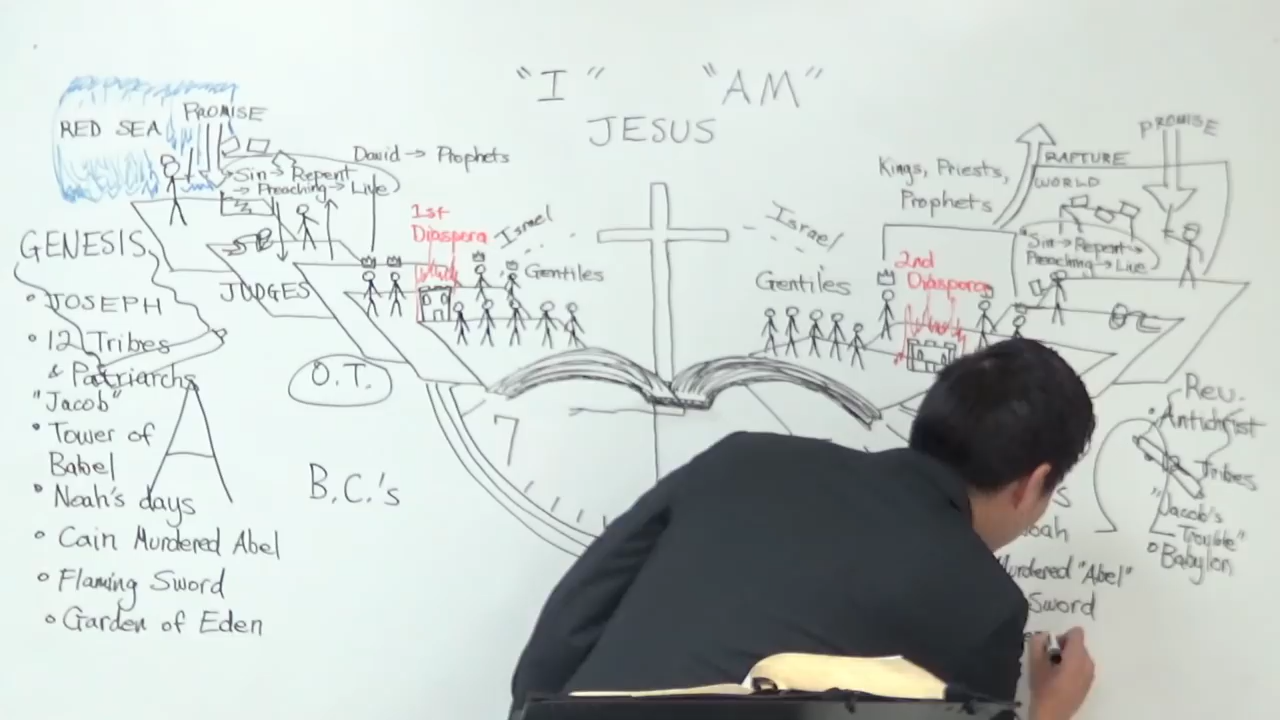 "I" "AM"
JESUS
RED SEA
PROMISE
Sin → Repent
→ Preaching → Live
David → Prophets
1st
Diaspora
Israel
Gentiles
GENESIS
JUDGES
• JOSEPH
• 12 Tribes
& Patriarchs
"Jacob"
• Tower of
Babel
• Noah's days
• Cain Murdered Abel
• Flaming Sword
• Garden of Eden
O.T.
B.C.'s
7
Israel
Gentiles
Kings, Priests,
Prophets
2nd
Diaspora
RAPTURE
WORLD
PROMISE
Sin → Repent →
Preaching → Live
Rev.
• Antichrist
Tribes
"Jacob's
Trouble"
• Babylon
Murdered "Abel"
Sword